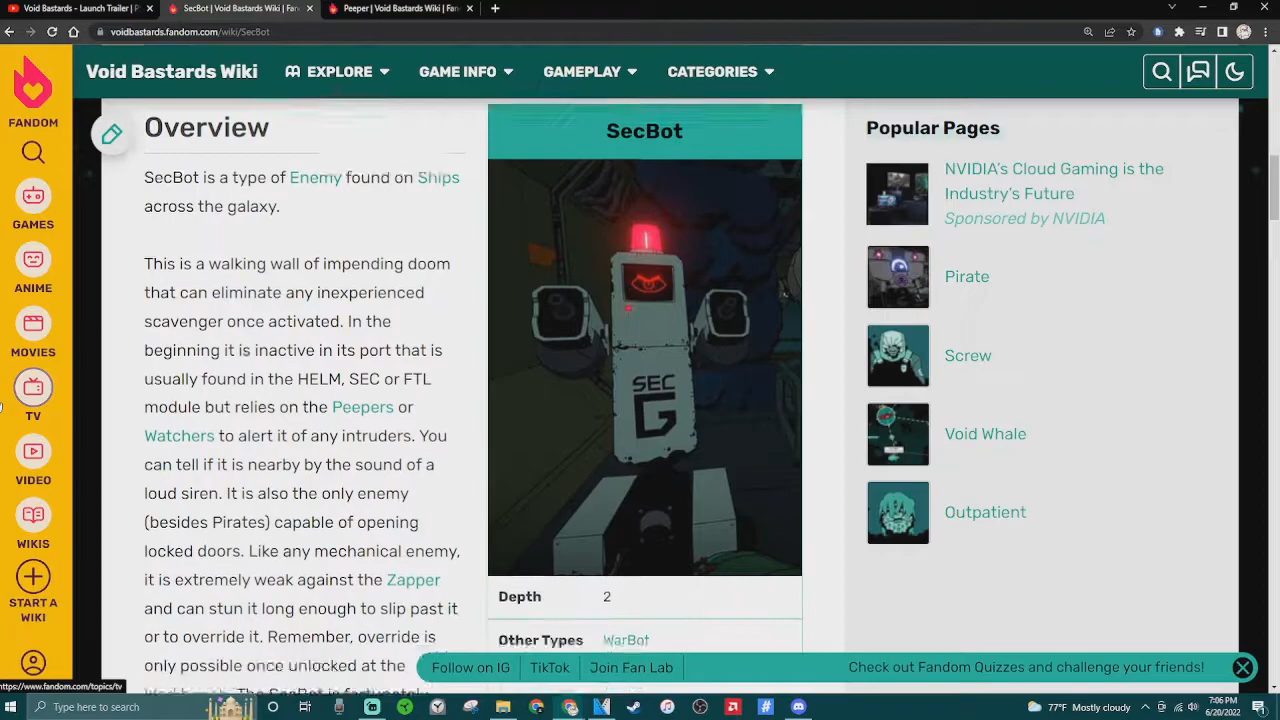 Void Bastards - Launch Trailer | P
SecBot | Void Bastards Wiki | Fan
Peeper | Void Bastards Wiki | Fan
voidbastards.fandom.com/wiki/SecBot
FANDOM
GAMES
ANIME
MOVIES
TV
VIDEO
WIKIS
START A
WIKI
Void Bastards Wiki
EXPLORE
GAME INFO
GAMEPLAY
CATEGORIES
Overview
SecBot is a type of Enemy found on Ships
across the galaxy.
This is a walking wall of impending doom
that can eliminate any inexperienced
scavenger once activated. In the
beginning it is inactive in its port that is
usually found in the HELM, SEC or FTL
module but relies on the Peepers or
Watchers to alert it of any intruders. You
can tell if it is nearby by the sound of a
loud siren. It is also the only enemy
(besides Pirates) capable of opening
locked doors. Like any mechanical enemy,
it is extremely weak against the Zapper
and can stun it long enough to slip past it
or to override it. Remember, override is
only possible once unlocked at the
SecBot
SEC
G
Depth 2
Other Types WarBot
Popular Pages
NVIDIA's Cloud Gaming is the
Industry's Future
Sponsored by NVIDIA
Pirate
Screw
Void Whale
Outpatient
Follow on IG
TikTok
Join Fan Lab
Check out Fandom Quizzes and challenge your friends!
https://www.fandom.com/topics/tv
Type here to search
77°F Mostly cloudy
7:06 PM
6/20/2022